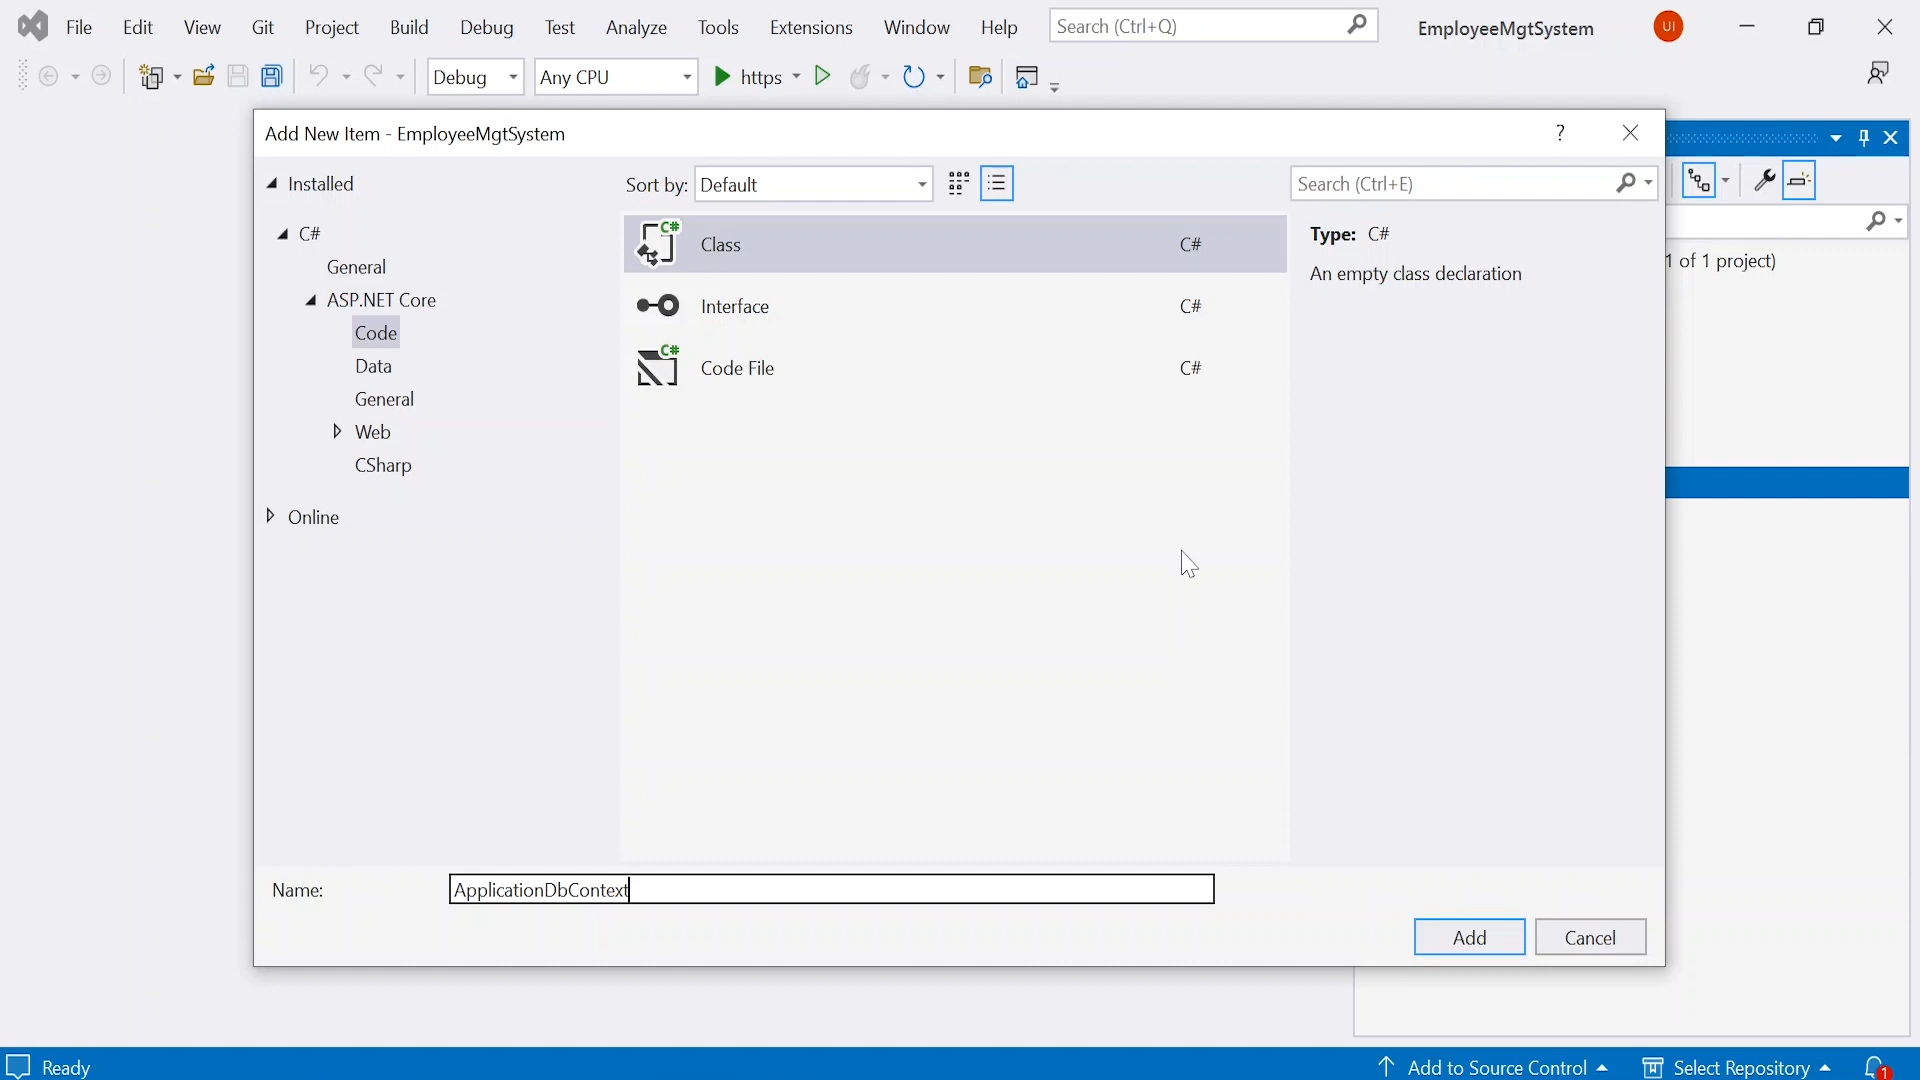 File Edit View Git Project Build Debug Test Analyze Tools Extensions Window Help Search (Ctrl+Q) EmployeeMgtSystem UI
Debug Any CPU https
Add New Item - EmployeeMgtSystem ?
Installed Sort by: Default Search (Ctrl+E)
C# C# Class C# Type: C#
General An empty class declaration
1 of 1 project)
ASP.NET Core Interface C#
Code
Data C# Code File C#
General
Web
CSharp
Online
Name: ApplicationDbContext
Add Cancel
Ready Add to Source Control Select Repository 1